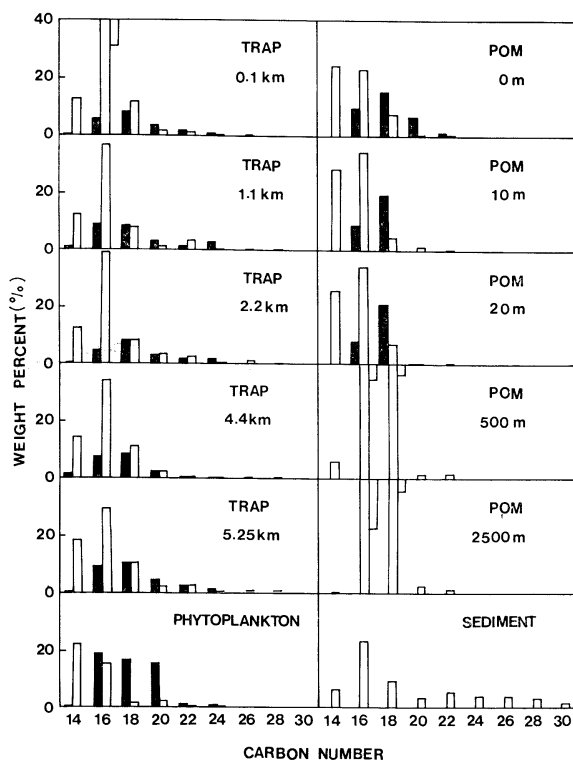 40
TRAP
0.1 km
POM
0 m
20
0
TRAP
1.1 km
POM
10 m
20
0
TRAP
2.2 km
POM
20 m
20
0
TRAP
4.4 km
POM
500 m
20
0
TRAP
5.25 km
POM
2500 m
20
0
PHYTOPLANKTON
SEDIMENT
20
0
14 16 18 20 22 24 26 28 30
14 16 18 20 22 24 26 28 30
CARBON NUMBER
WEIGHT PERCENT (%)